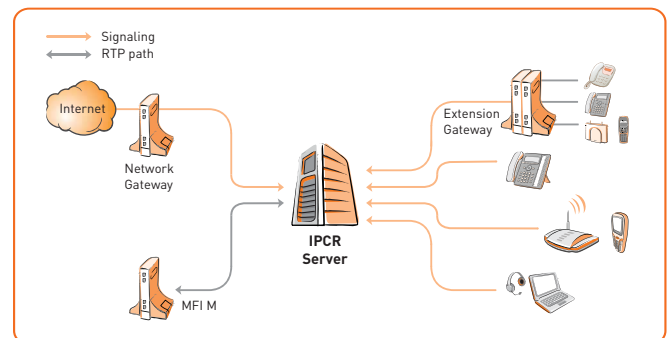 Signaling
RTP path
Internet
Network
Gateway
Extension
Gateway
IPCR
Server
MFI M